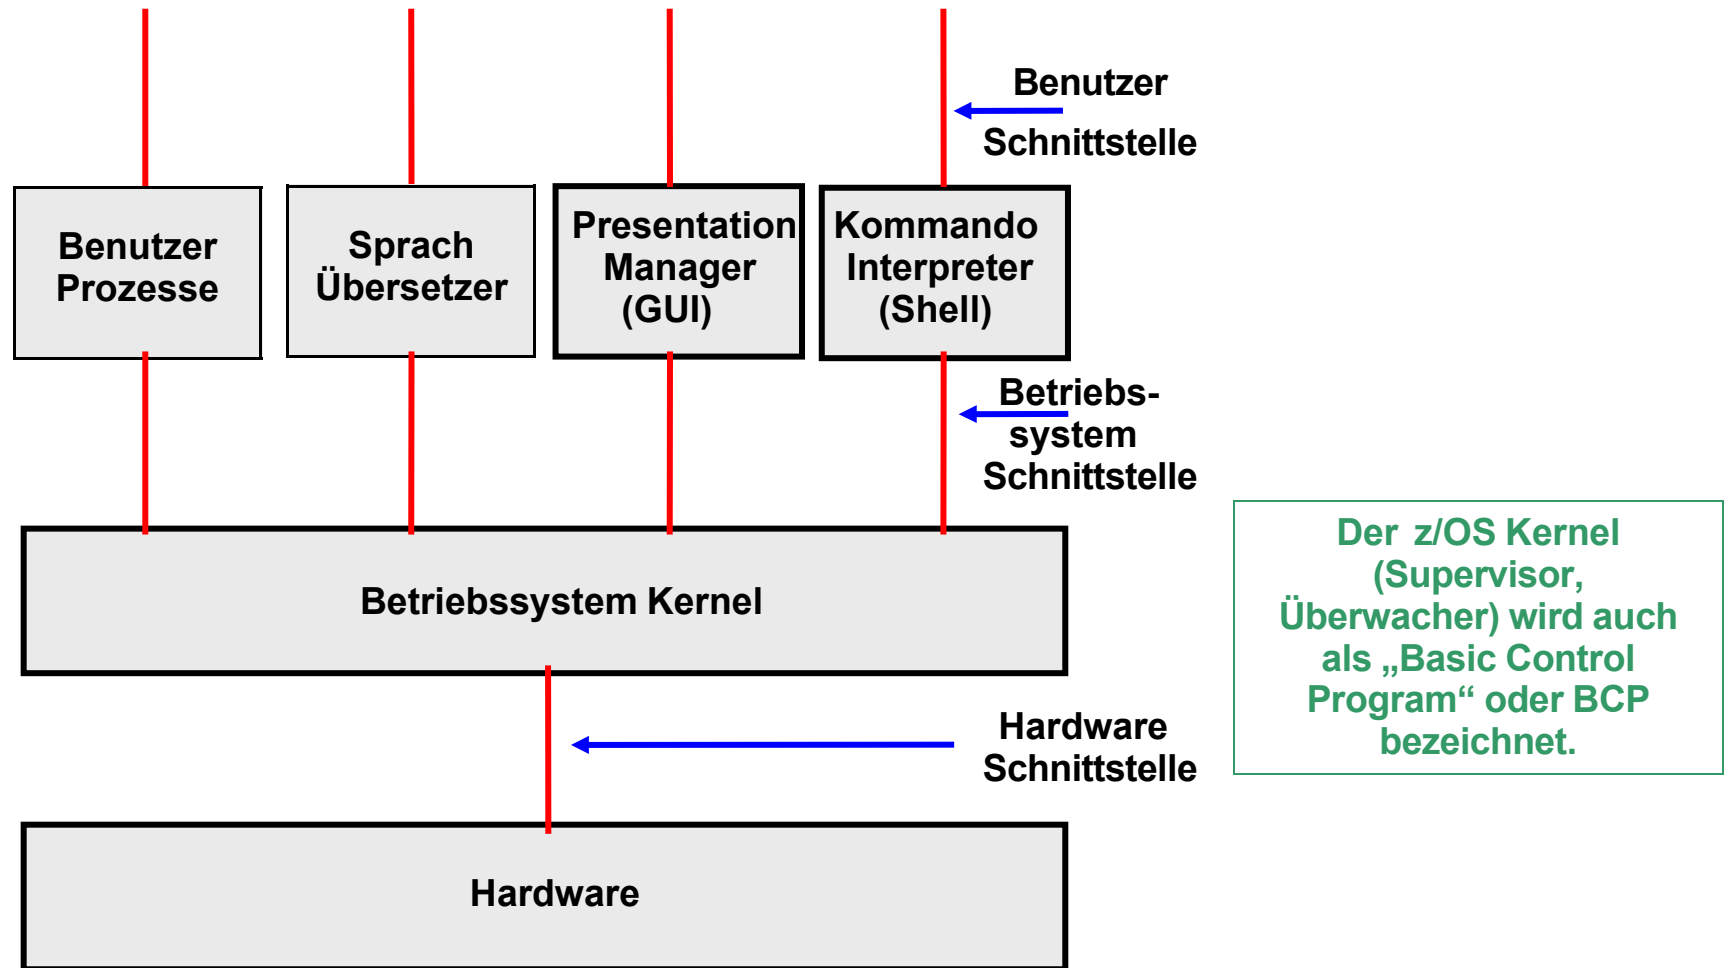 Benutzer
Schnittstelle
Benutzer
Prozesse
Sprach
Übersetzer
Presentation
Manager
(GUI)
Kommando
Interpreter
(Shell)
Betriebs-
system
Schnittstelle
Betriebssystem Kernel
Der z/OS Kernel
(Supervisor,
Überwacher) wird auch
als „Basic Control
Program“ oder BCP
bezeichnet.
Hardware
Schnittstelle
Hardware